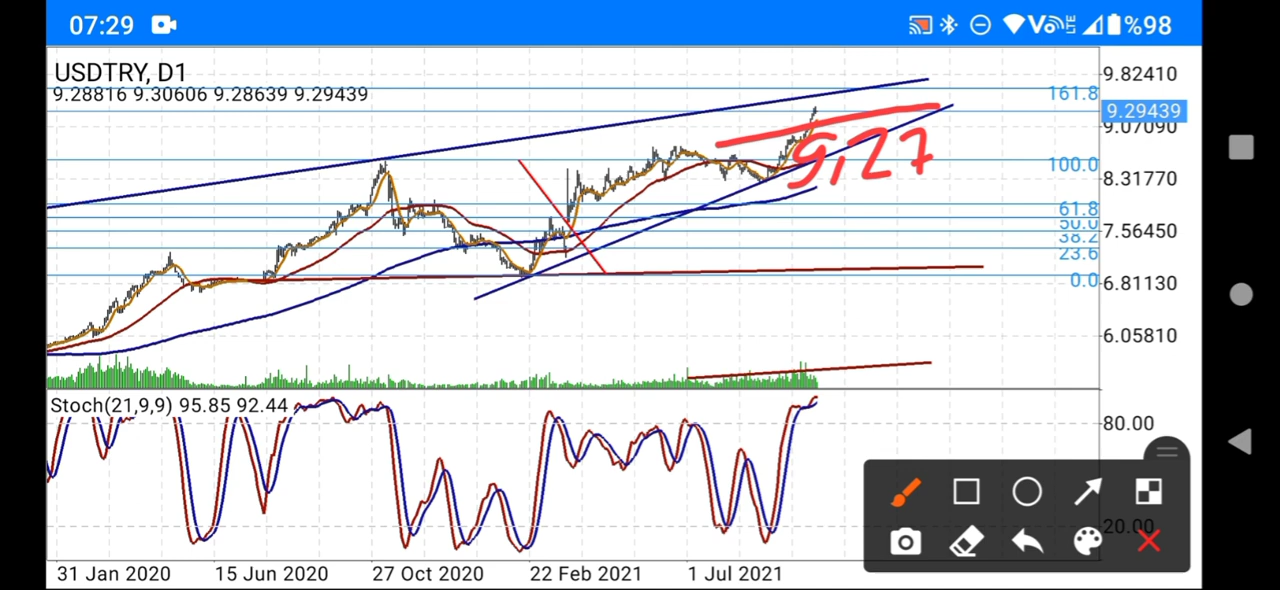 07:29
LTE
%98
USDTRY, D1
9.28816 9.30606 9.28639 9.29439
161.8
100.0
61.8
50.0
38.2
23.6
0.0
9.82410
9.29439
9.07090
8.31770
7.56450
6.81130
6.05810
9,27
Stoch(21,9,9) 95.85 92.44
80.00
20.00
31 Jan 2020
15 Jun 2020
27 Oct 2020
22 Feb 2021
1 Jul 2021